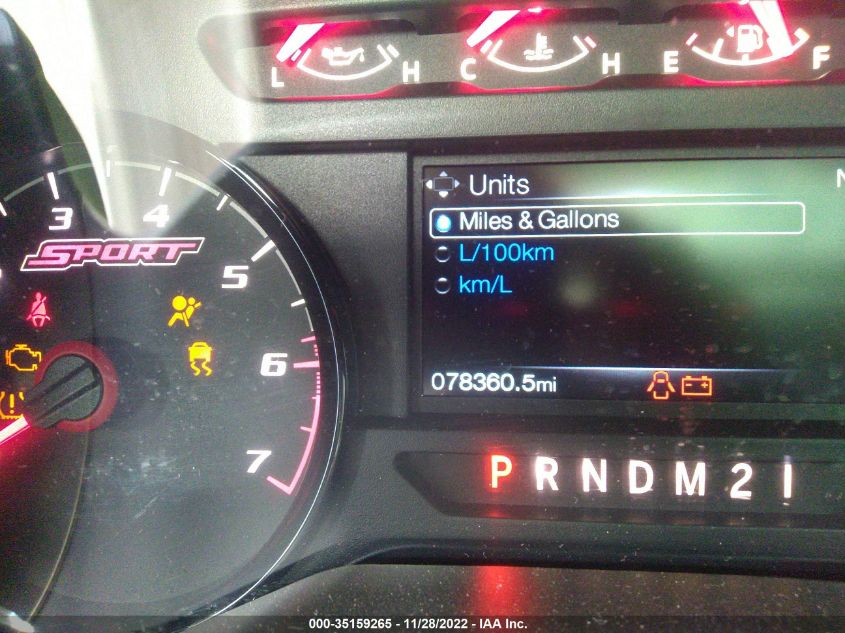 L H C H E F
Units
N
Miles & Gallons
L/100km
km/L
3 4 5 6 7
SPORT
078360.5mi
P R N D M 2 1
000-35159265 - 11/28/2022 - IAA Inc.